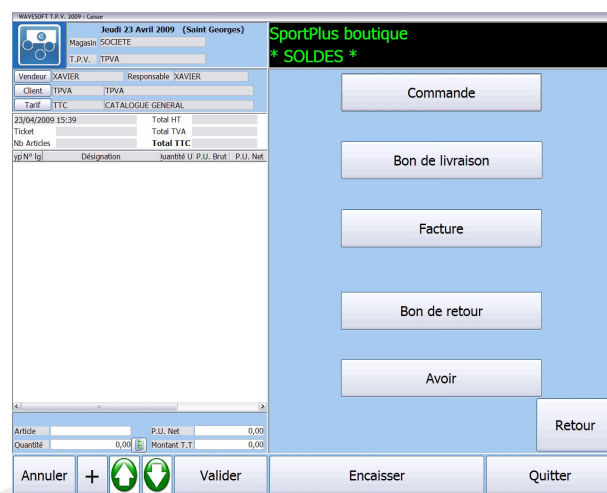 WAVESOFT T.P.V. 2009 : Caisse
Jeudi 23 Avril 2009 {Saint Georges}
Magasin SOCIETE
T.P.V. TPVA
SportPlus boutique
* SOLDES *
Vendeur XAVIER Responsable XAVIER
Client TPVA TPVA
Tarif TTC CATALOGUE GENERAL
23/04/2009 15:39 Total HT
Ticket Total TVA
Nb Articles Total TTC
yp N° lg Désignation uantité U P.U. Brut P.U. Net
Commande
Bon de livraison
Facture
Bon de retour
Avoir
Retour
Article P.U. Net 0,00
Quantité 0,00 Montant T.T 0,00
Annuler + Valider Encaisser Quitter